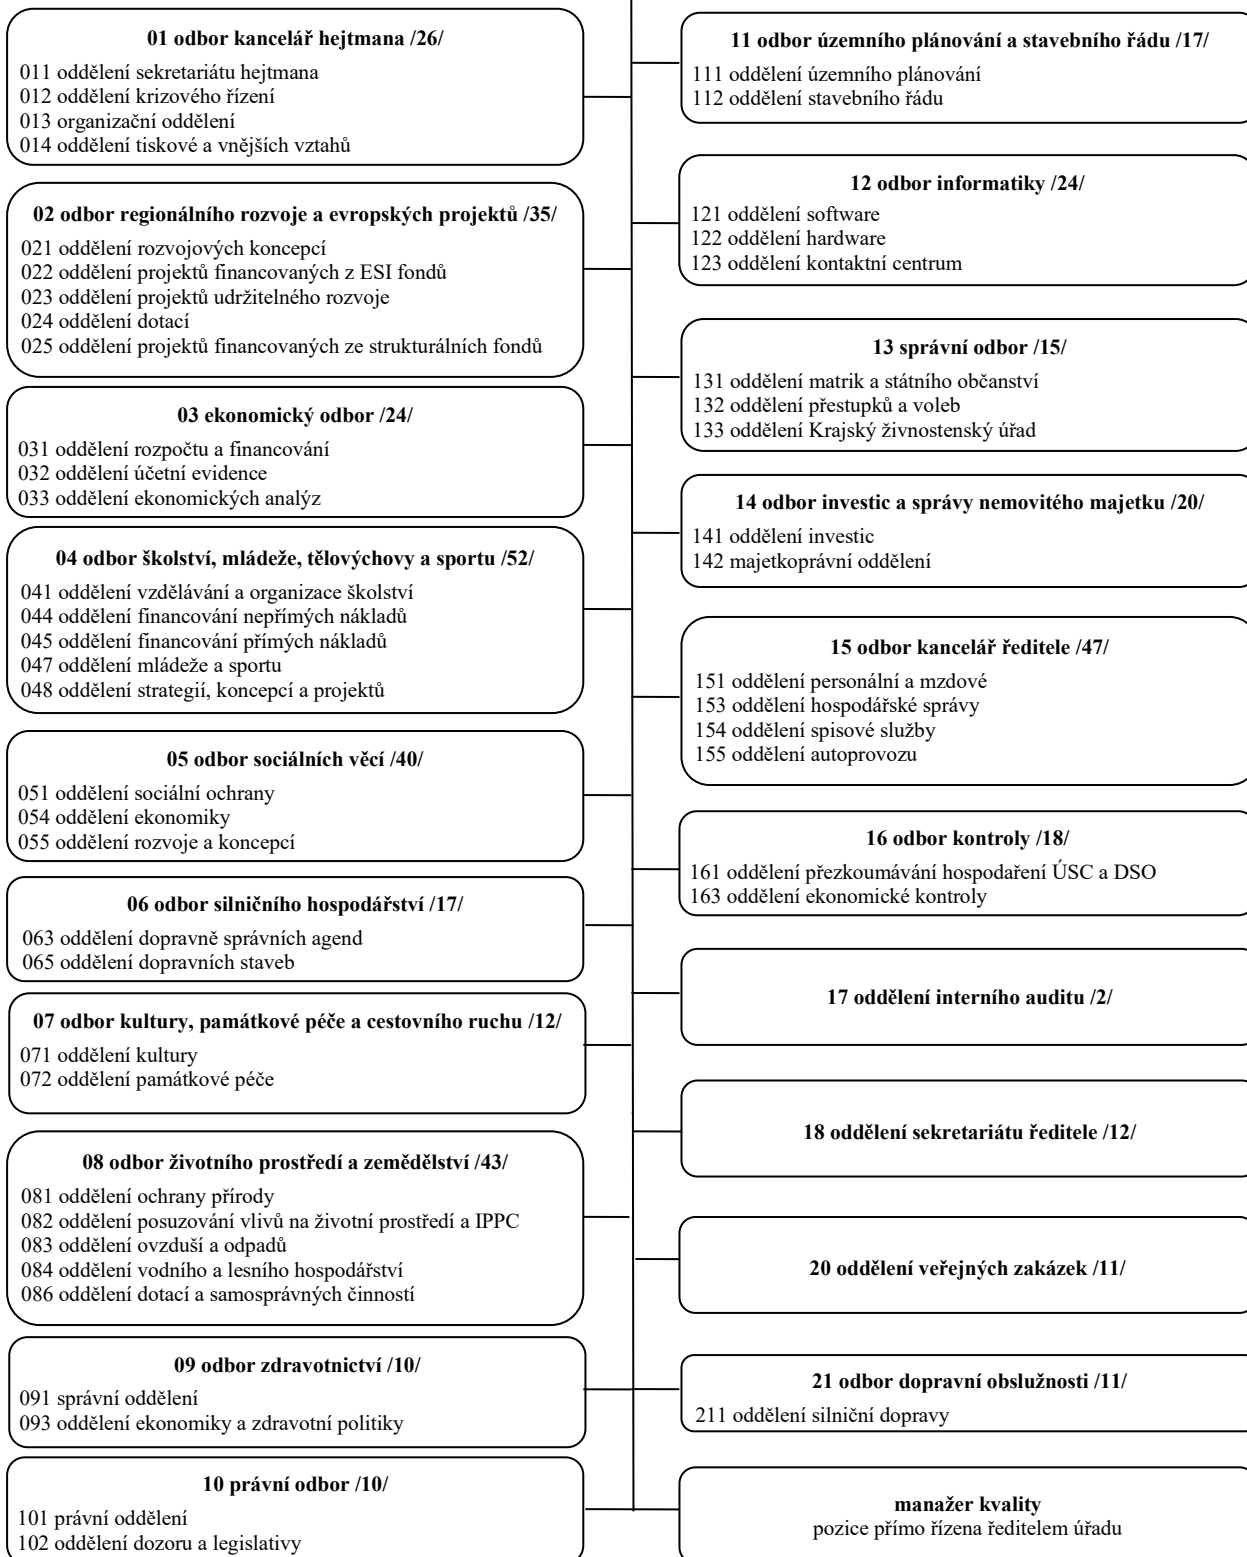 01 odbor kancelář hejtmana /26/
011 oddělení sekretariátu hejtmana
012 oddělení krizového řízení
013 organizační oddělení
014 oddělení tiskové a vnějších vztahů
02 odbor regionálního rozvoje a evropských projektů /35/
021 oddělení rozvojových koncepcí
022 oddělení projektů financovaných z ESI fondů
023 oddělení projektů udržitelného rozvoje
024 oddělení dotací
025 oddělení projektů financovaných ze strukturálních fondů
03 ekonomický odbor /24/
031 oddělení rozpočtu a financování
032 oddělení účetní evidence
033 oddělení ekonomických analýz
04 odbor školství, mládeže, tělovýchovy a sportu /52/
041 oddělení vzdělávání a organizace školství
044 oddělení financování nepřímých nákladů
045 oddělení financování přímých nákladů
047 oddělení mládeže a sportu
048 oddělení strategií, koncepcí a projektů
05 odbor sociálních věcí /40/
051 oddělení sociální ochrany
054 oddělení ekonomiky
055 oddělení rozvoje a koncepcí
06 odbor silničního hospodářství /17/
063 oddělení dopravně správních agend
065 oddělení dopravních staveb
07 odbor kultury, památkové péče a cestovního ruchu /12/
071 oddělení kultury
072 oddělení památkové péče
08 odbor životního prostředí a zemědělství /43/
081 oddělení ochrany přírody
082 oddělení posuzování vlivů na životní prostředí a IPPC
083 oddělení ovzduší a odpadů
084 oddělení vodního a lesního hospodářství
086 oddělení dotací a samosprávných činností
09 odbor zdravotnictví /10/
091 správní oddělení
093 oddělení ekonomiky a zdravotní politiky
10 právní odbor /10/
101 právní oddělení
102 oddělení dozoru a legislativy
11 odbor územního plánování a stavebního řádu /17/
111 oddělení územního plánování
112 oddělení stavebního řádu
12 odbor informatiky /24/
121 oddělení software
122 oddělení hardware
123 oddělení kontaktní centrum
13 správní odbor /15/
131 oddělení matrik a státního občanství
132 oddělení přestupků a voleb
133 oddělení Krajský živnostenský úřad
14 odbor investic a správy nemovitého majetku /20/
141 oddělení investic
142 majetkoprávní oddělení
15 odbor kancelář ředitele /47/
151 oddělení personální a mzdové
153 oddělení hospodářské správy
154 oddělení spisové služby
155 oddělení autoprovozu
16 odbor kontroly /18/
161 oddělení přezkoumávání hospodaření ÚSC a DSO
163 oddělení ekonomické kontroly
17 oddělení interního auditu /2/
18 oddělení sekretariátu ředitele /12/
20 oddělení veřejných zakázek /11/
21 odbor dopravní obslužnosti /11/
211 oddělení silniční dopravy
manažer kvality
pozice přímo řízena ředitelem úřadu